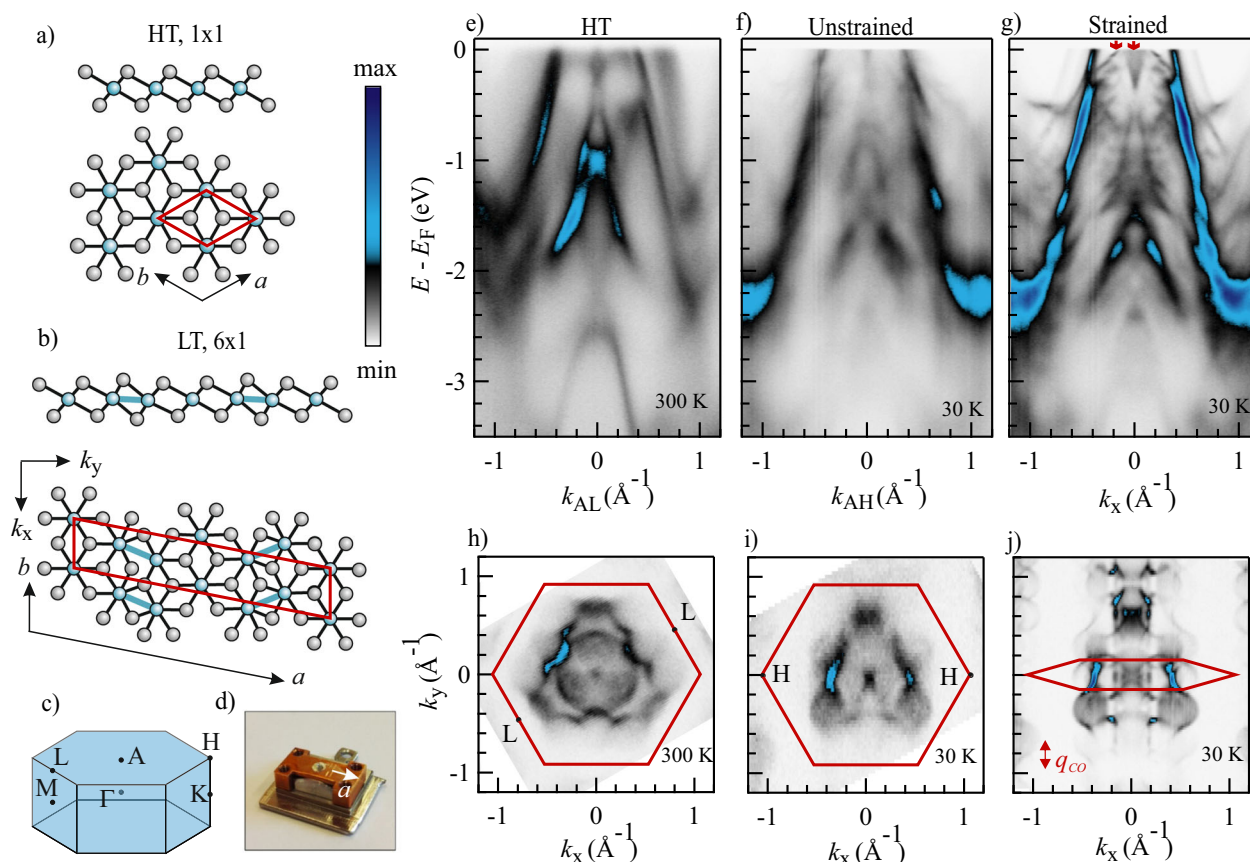 a)
HT, 1x1
b
a
max
min
b)
LT, 6x1
k_y
k_x
b
a
c)
L
A
H
M
Γ
K
d)
a
e)
HT
f)
Unstrained
g)
Strained
E - E_F (eV)
0
-1
-2
-3
300 K
30 K
30 K
-1 0 1
-1 0 1
-1 0 1
k_AL (Å^-1)
k_AH (Å^-1)
k_x (Å^-1)
h)
i)
j)
k_y (Å^-1)
1
0
-1
L
L
300 K
H
H
30 K
q_CO
30 K
-1 0 1
-1 0 1
-1 0 1
k_x (Å^-1)
k_x (Å^-1)
k_x (Å^-1)